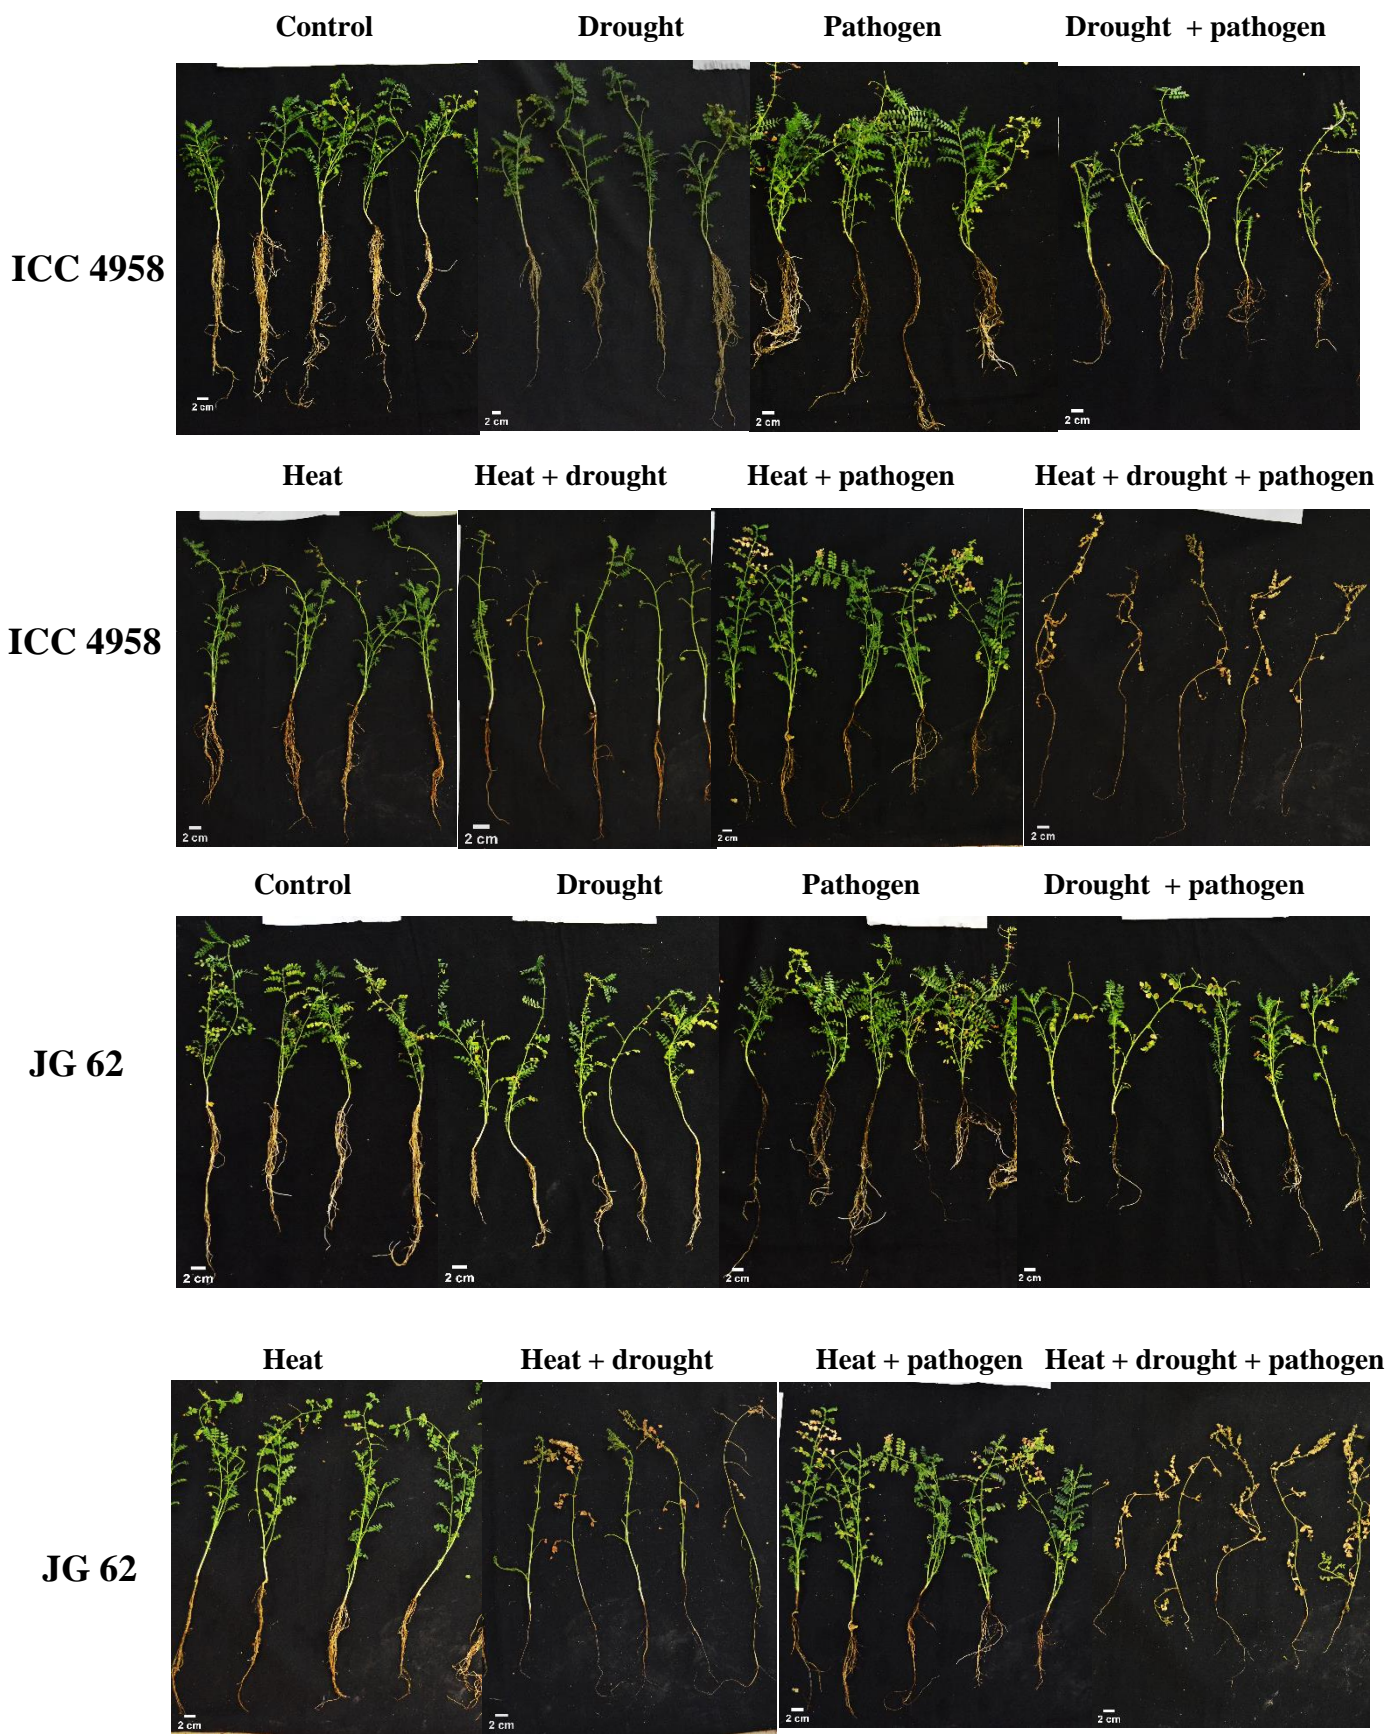 Control Drought Pathogen Drought + pathogen
ICC 4958
2 cm 2 cm 2 cm 2 cm
Heat Heat + drought Heat + pathogen Heat + drought + pathogen
ICC 4958
2 cm 2 cm 2 cm 2 cm
Control Drought Pathogen Drought + pathogen
JG 62
2 cm 2 cm 2 cm 2 cm
Heat Heat + drought Heat + pathogen Heat + drought + pathogen
JG 62
2 cm 2 cm 2 cm 2 cm